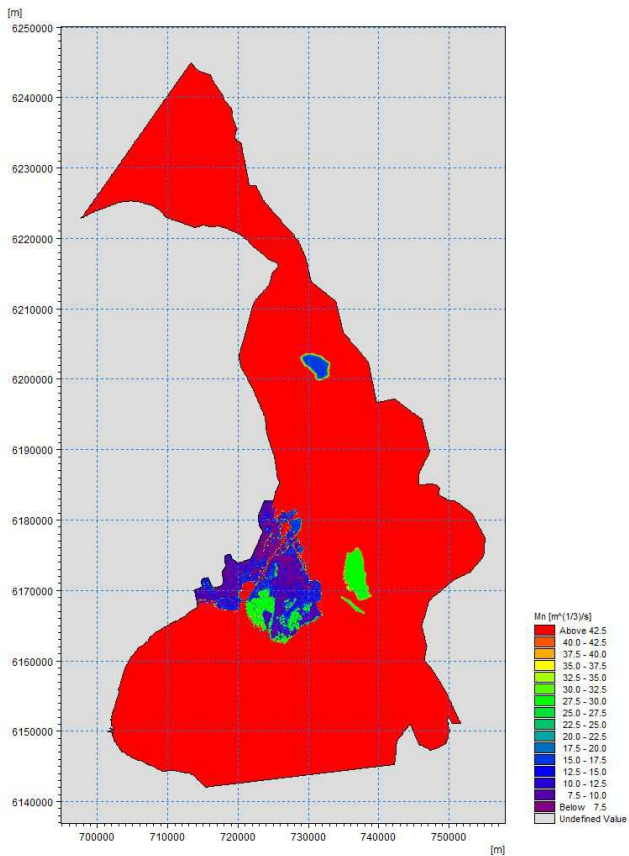 [m]
6250000
6240000
6230000
6220000
6210000
6200000
6190000
6180000
6170000
6160000
6150000
6140000
700000 710000 720000 730000 740000 750000
[m]
Mn [m^(1/3)/s]
Above 42.5
40.0 - 42.5
37.5 - 40.0
35.0 - 37.5
32.5 - 35.0
30.0 - 32.5
27.5 - 30.0
25.0 - 27.5
22.5 - 25.0
20.0 - 22.5
17.5 - 20.0
15.0 - 17.5
12.5 - 15.0
10.0 - 12.5
7.5 - 10.0
Below 7.5
Undefined Value